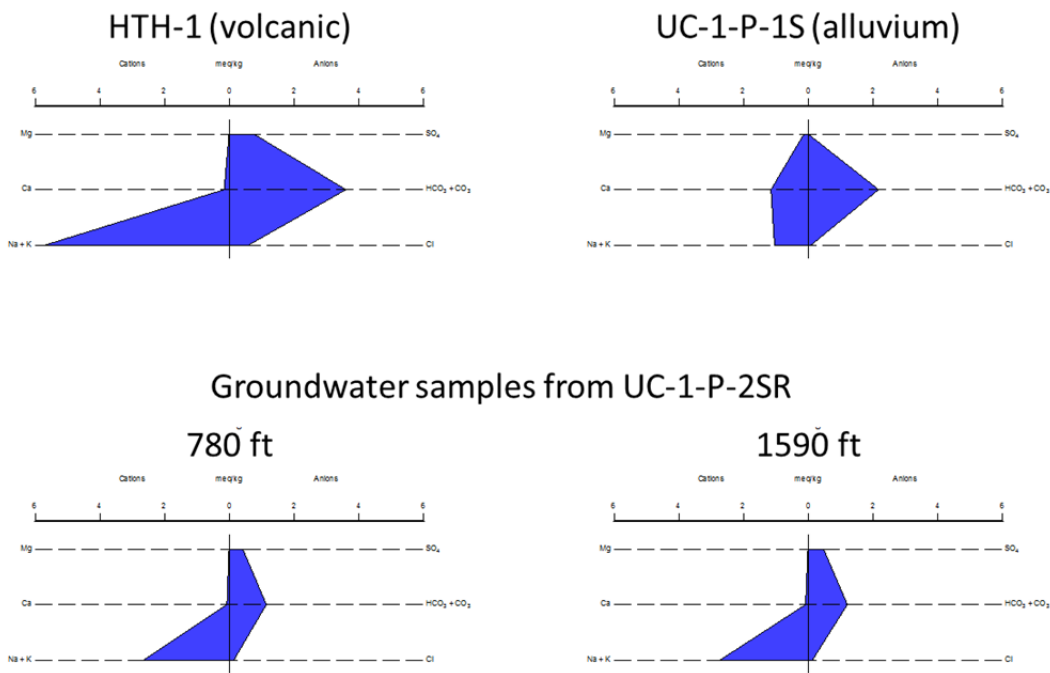 HTH-1 (volcanic)
UC-1-P-1S (alluvium)
Cations meq/kg Anions
6 4 2 0 2 4 6
Mg SO₄
Ca HCO₃ + CO₃
Na + K Cl
Cations meq/kg Anions
6 4 2 0 2 4 6
Mg SO₄
Ca HCO₃ + CO₃
Na + K Cl
Groundwater samples from UC-1-P-2SR
780 ft
1590 ft
Cations meq/kg Anions
6 4 2 0 2 4 6
Mg SO₄
Ca HCO₃ + CO₃
Na + K Cl
Cations meq/kg Anions
6 4 2 0 2 4 6
Mg SO₄
Ca HCO₃ + CO₃
Na + K Cl